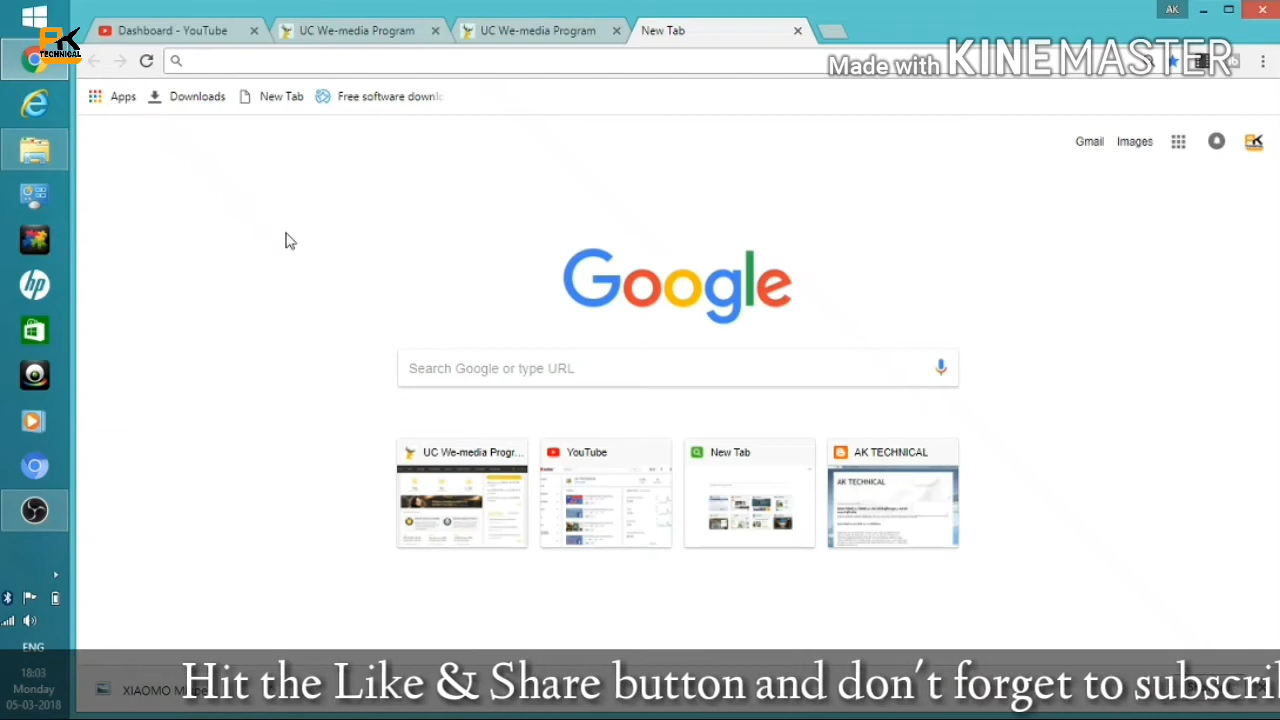 AK
Dashboard - YouTube
UC We-media Program
UC We-media Program
New Tab
AK
TECHNICAL
Made with KINEMASTER
Apps
Downloads
New Tab
Free software downl
Gmail
Images
Google
Search Google or type URL
UC We-media Progr...
YouTube
New Tab
AK TECHNICAL
AK TECHNICAL
ENG
18:03
Monday
05-03-2018
XIAOMO
Hit the Like & Share button and don't forget to subscri